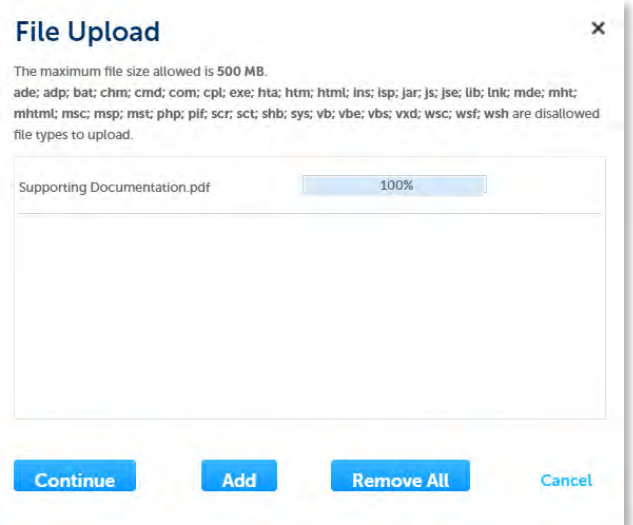 File Upload
×
The maximum file size allowed is 500 MB.
ade; adp; bat; chm; cmd; com; cpl; exe; hta; htm; html; ins; isp; jar; js; jse; lib; lnk; mde; mht;
mhtml; msc; msp; mst; php; pif; scr; sct; shb; sys; vb; vbe; vbs; vxd; wsc; wsf; wsh are disallowed
file types to upload.
Supporting Documentation.pdf 100%
Continue Add Remove All Cancel